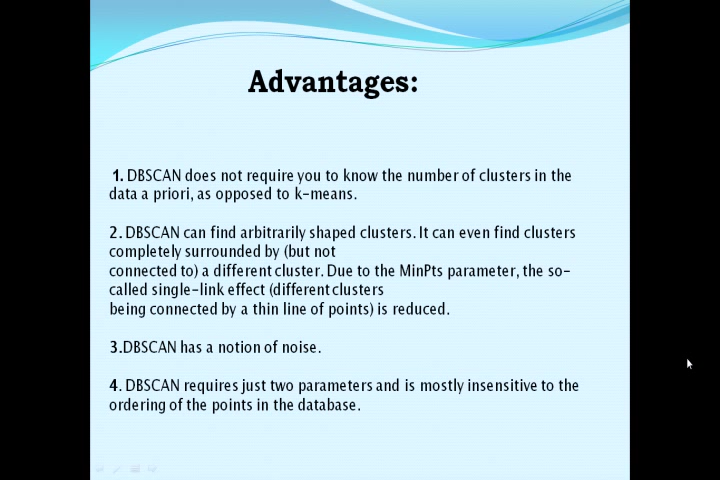 Advantages:
1. DBSCAN does not require you to know the number of clusters in the
data a priori, as opposed to k-means.
2. DBSCAN can find arbitrarily shaped clusters. It can even find clusters
completely surrounded by (but not
connected to) a different cluster. Due to the MinPts parameter, the so-
called single-link effect (different clusters
being connected by a thin line of points) is reduced.
3.DBSCAN has a notion of noise.
4. DBSCAN requires just two parameters and is mostly insensitive to the
ordering of the points in the database.